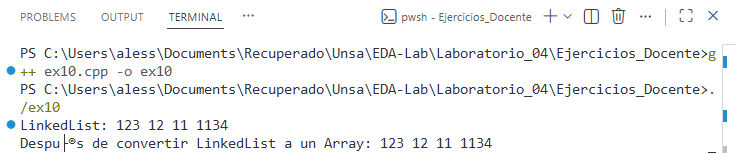 PROBLEMS OUTPUT TERMINAL PORTS pwsh - Ejercicios_Docente
PS C:\Users\aless\Documents\Recuperado\Unsa\EDA-Lab\Laboratorio_04\Ejercicios_Docente>g
++ ex10.cpp -o ex10
PS C:\Users\aless\Documents\Recuperado\Unsa\EDA-Lab\Laboratorio_04\Ejercicios_Docente>.
/ex10
LinkedList: 123 12 11 1134
Despu├®s de convertir LinkedList a un Array: 123 12 11 1134